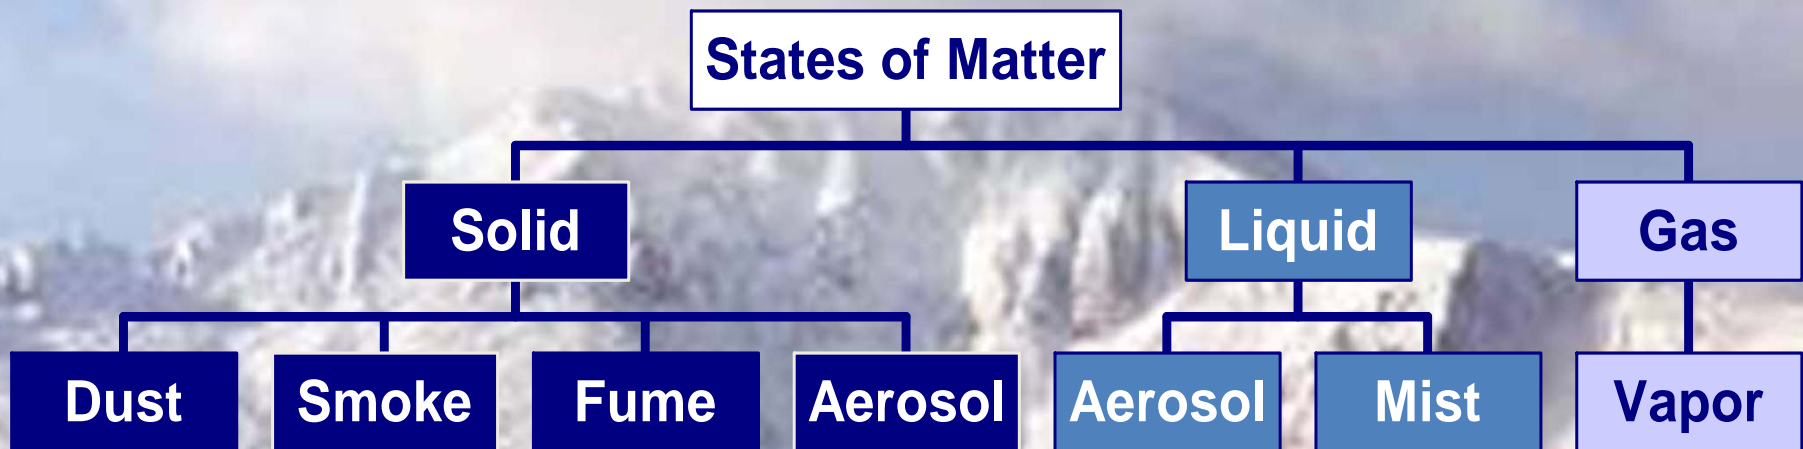 States of Matter
Solid
Liquid
Gas
Dust
Smoke
Fume
Aerosol
Aerosol
Mist
Vapor